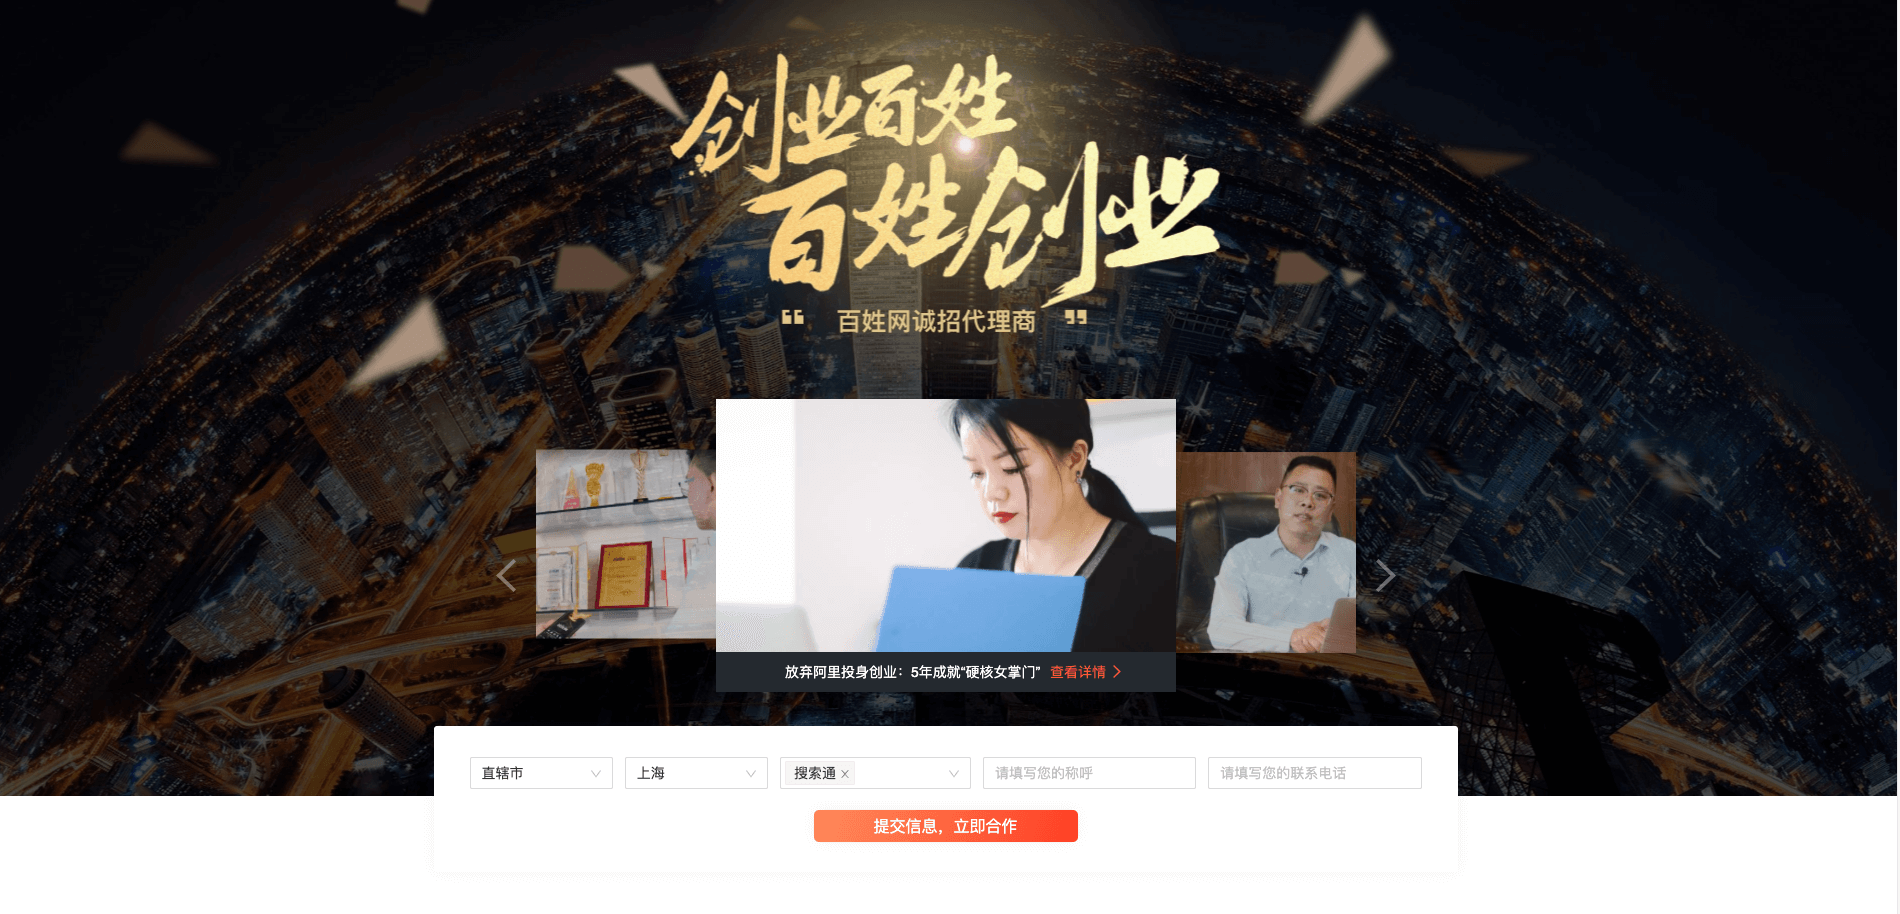 创业百姓
百姓创业
“ 百姓网诚招代理商 ”
放弃阿里投身创业：5年成就“硬核女掌门” 查看详情 >
直辖市 上海 搜索通 × 请填写您的称呼 请填写您的联系电话
提交信息，立即合作